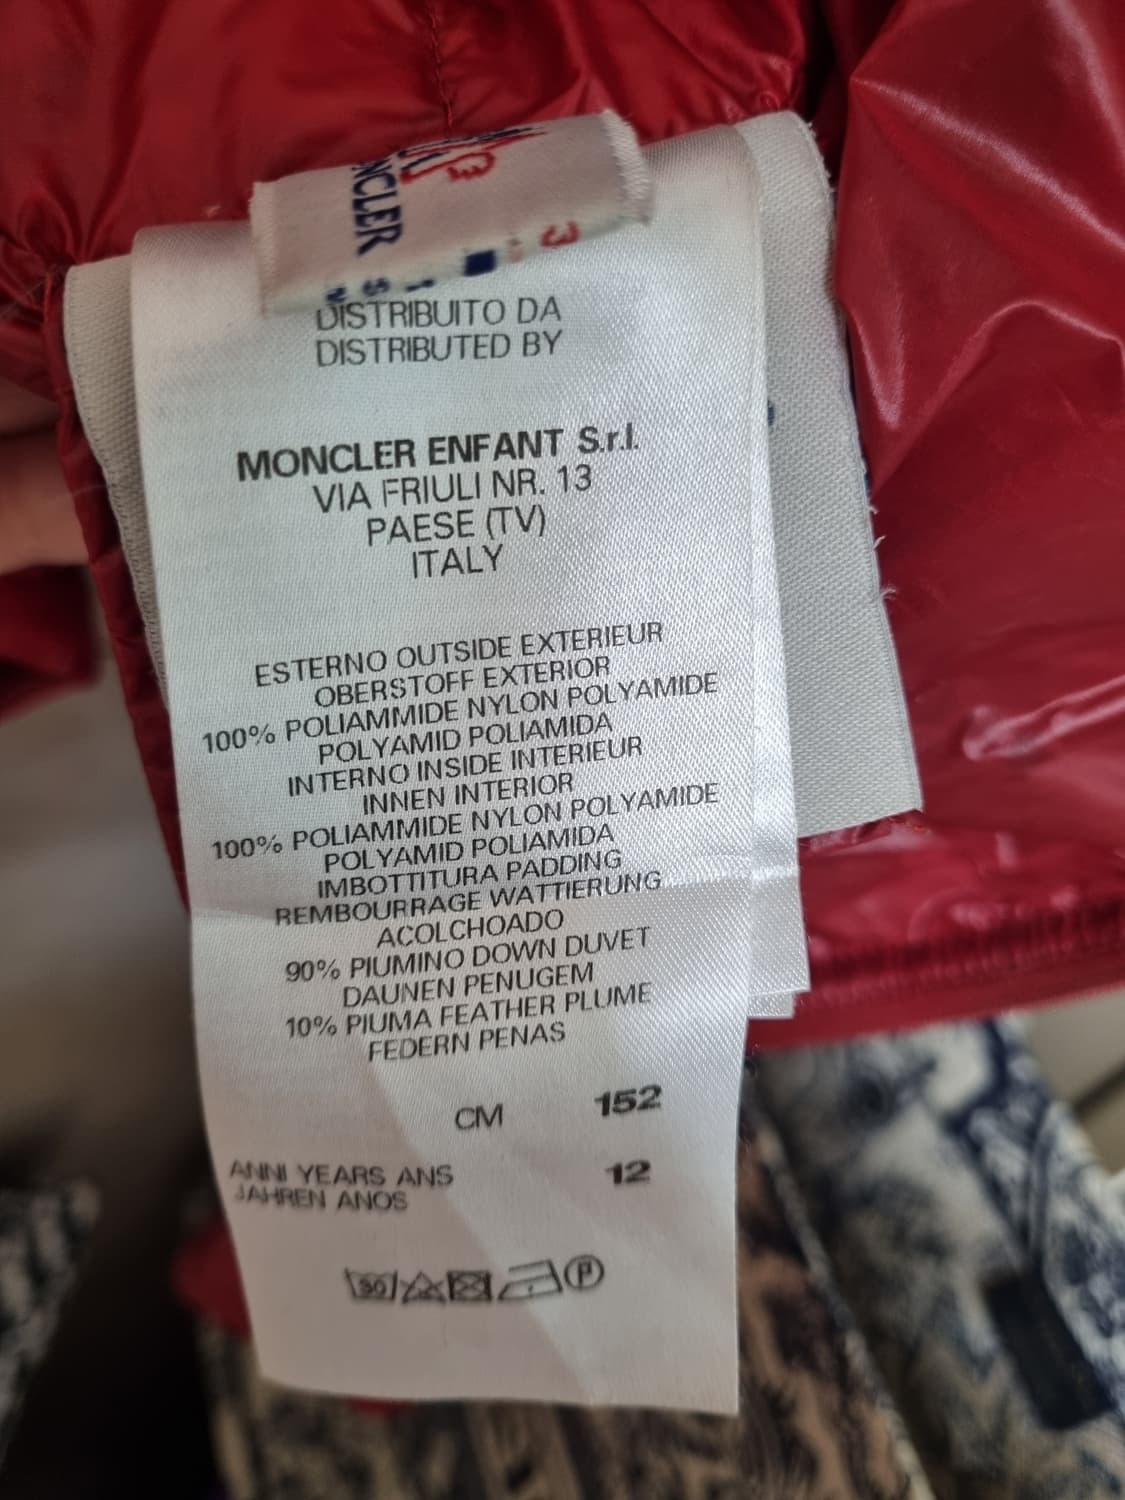 NCLER
3
DISTRIBUITO DA
DISTRIBUTED BY
MONCLER ENFANT S.r.l.
VIA FRIULI NR. 13
PAESE (TV)
ITALY
ESTERNO OUTSIDE EXTERIEUR
OBERSTOFF EXTERIOR
100% POLIAMMIDE NYLON POLYAMIDE
POLYAMID POLIAMIDA
INTERNO INSIDE INTERIEUR
INNEN INTERIOR
100% POLIAMMIDE NYLON POLYAMIDE
POLYAMID POLIAMIDA
IMBOTTITURA PADDING
REMBOURRAGE WATTIERUNG
ACOLCHOADO
90% PIUMINO DOWN DUVET
DAUNEN PENUGEM
10% PIUMA FEATHER PLUME
FEDERN PENAS
CM 152
ANNI YEARS ANS 12
JAHREN ANOS
30 P